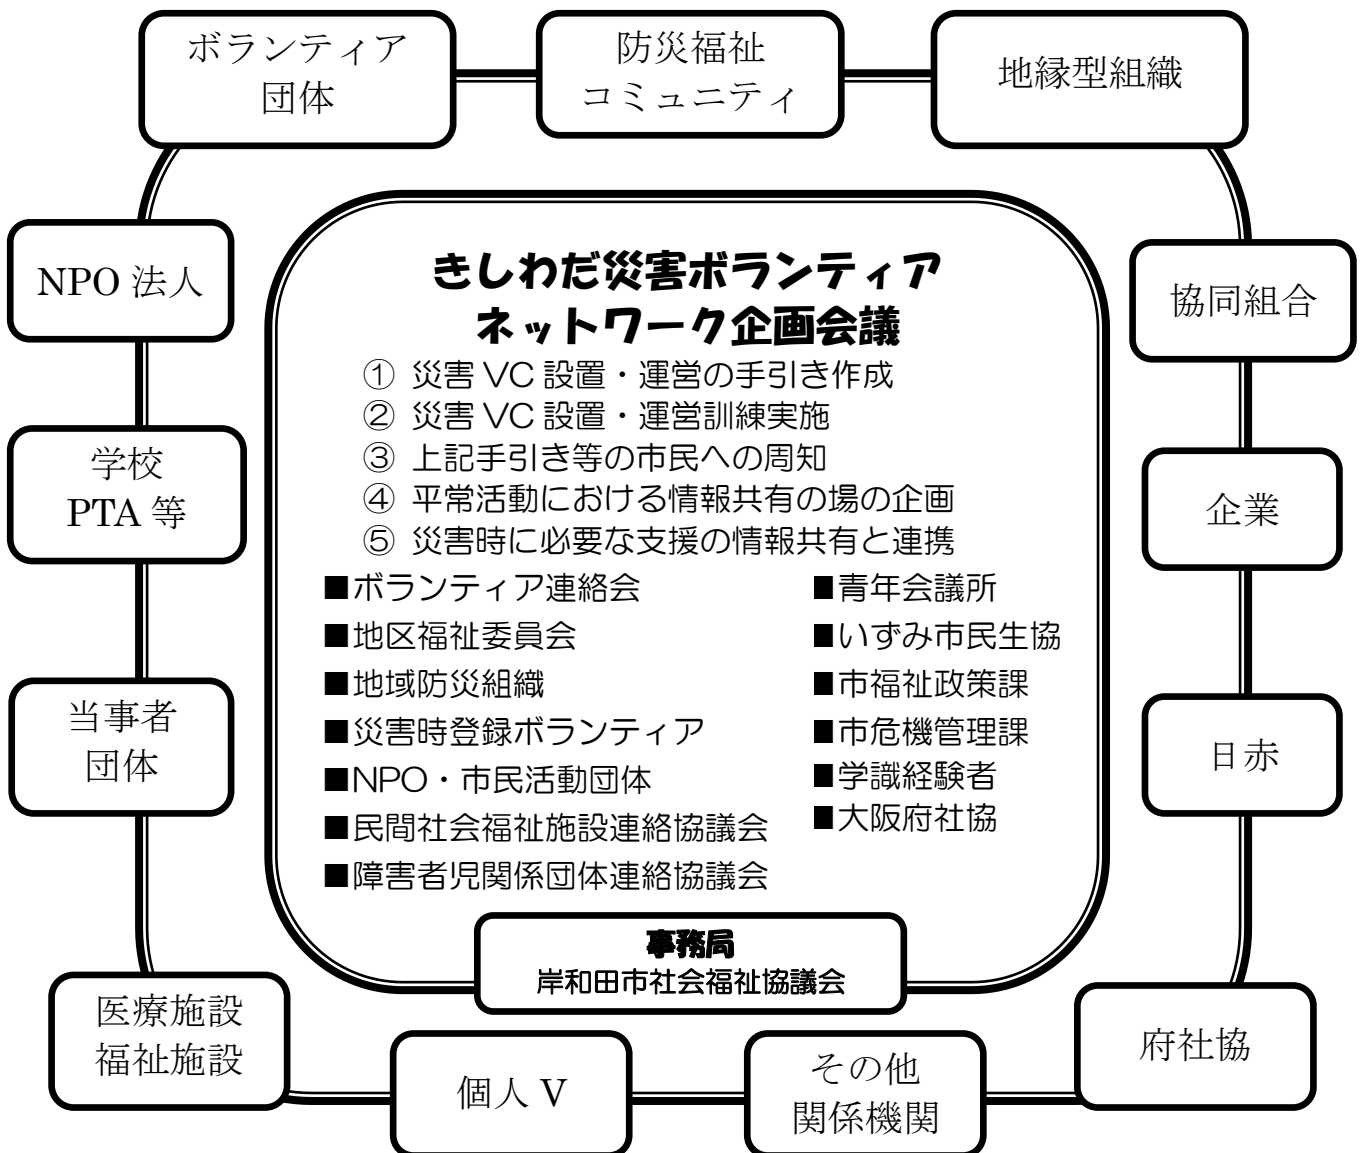 ボランティア
団体
防災福祉
コミュニティ
地縁型組織
NPO 法人
学校
PTA 等
当事者
団体
医療施設
福祉施設
きしわだ災害ボランティア
ネットワーク企画会議
① 災害 VC 設置・運営の手引き作成
② 災害 VC 設置・運営訓練実施
③ 上記手引き等の市民への周知
④ 平常活動における情報共有の場の企画
⑤ 災害時に必要な支援の情報共有と連携
■ボランティア連絡会
■地区福祉委員会
■地域防災組織
■災害時登録ボランティア
■NPO・市民活動団体
■民間社会福祉施設連絡協議会
■障害者児関係団体連絡協議会
■青年会議所
■いずみ市民生協
■市福祉政策課
■市危機管理課
■学識経験者
■大阪府社協
事務局
岸和田市社会福祉協議会
協同組合
企業
日赤
府社協
個人 V
その他
関係機関